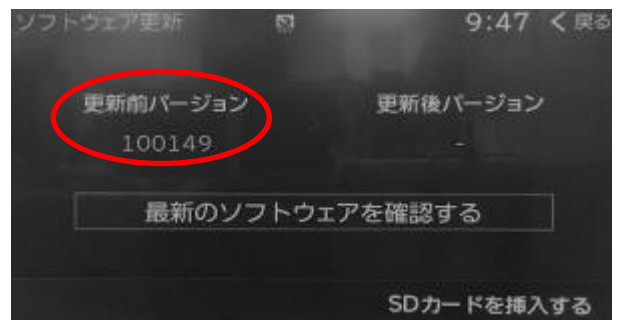 ソフトウェア更新 9:47 <戻る
更新前バージョン 更新後バージョン
100149 -
最新のソフトウェアを確認する
SDカードを挿入する